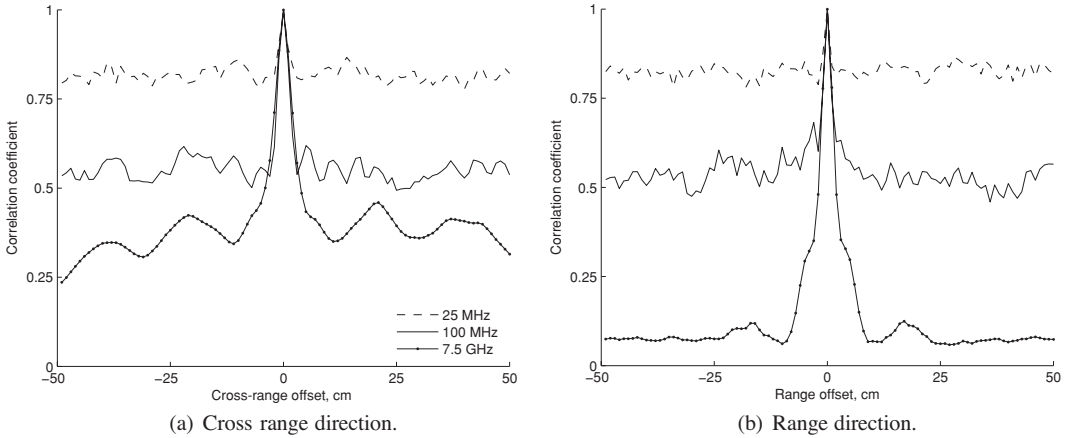 1
0.75
0.5
0.25
0
Correlation coefficient
−50
−25
0
25
50
Cross-range offset, cm
25 MHz
100 MHz
7.5 GHz
(a) Cross range direction.
1
0.75
0.5
0.25
0
Correlation coefficient
−50
−25
0
25
50
Range offset, cm
(b) Range direction.